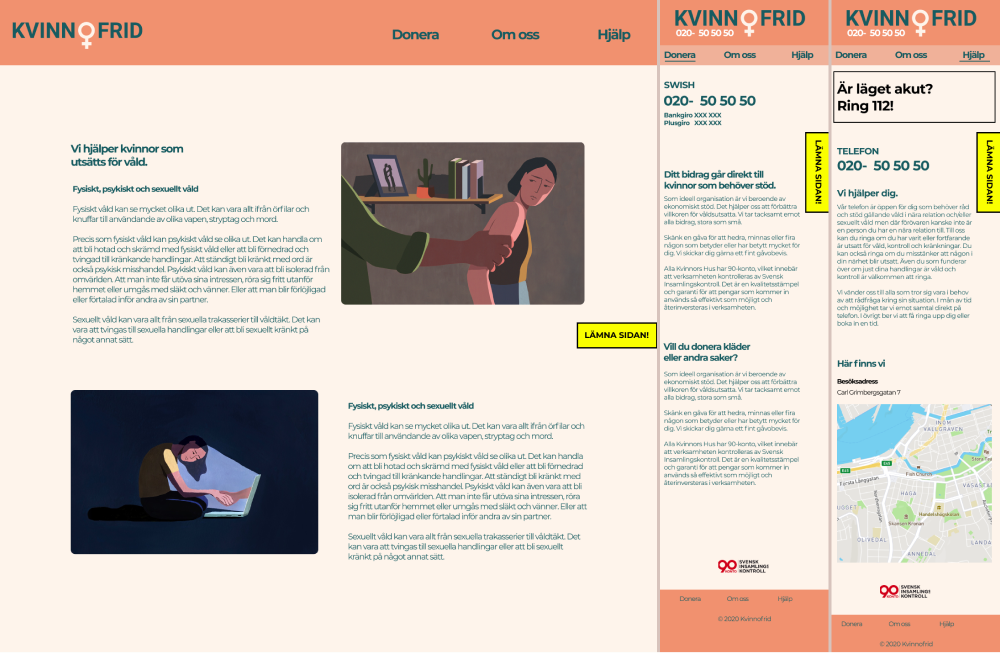 KVINNOFRID
Donera
Om oss
Hjälp
Vi hjälper kvinnor som
utsätts för våld.
Fysiskt, psykiskt och sexuellt våld
Fysiskt våld kan se mycket olika ut. Det kan vara allt ifrån örfilar och
knuffar till användande av olika vapen, stryptag och mord.
Precis som fysiskt våld kan psykiskt våld se olika ut. Det kan handla om
att bli hotad och skrämd med fysiskt våld eller att bli förnedrad och
tvingad till kränkande handlingar. Att ständigt bli kränkt med ord är
också psykisk misshandel. Psykiskt våld kan även vara att bli isolerad från
omvärlden. Att man inte får utöva sina intressen, röra sig fritt utanför
hemmet eller umgås med släkt och vänner. Eller att man blir förlöjligad
eller förtalad inför andra av sin partner.
Sexuellt våld kan vara allt från sexuella trakasserier till våldtäkt. Det kan
vara att tvingas till sexuella handlingar eller att bli sexuellt kränkt på
något annat sätt.
LÄMNA SIDAN!
Fysiskt, psykiskt och sexuellt våld
Fysiskt våld kan se mycket olika ut. Det kan vara allt ifrån örfilar och
knuffar till användande av olika vapen, stryptag och mord.
Precis som fysiskt våld kan psykiskt våld se olika ut. Det kan handla
om att bli hotad och skrämd med fysiskt våld eller att bli förnedrad
och tvingad till kränkande handlingar. Att ständigt bli kränkt med
ord är också psykisk misshandel. Psykiskt våld kan även vara att bli
isolerad från omvärlden. Att man inte får utöva sina intressen, röra
sig fritt utanför hemmet eller umgås med släkt och vänner. Eller att
man blir förlöjligad eller förtalad inför andra av sin partner.
Sexuellt våld kan vara allt från sexuella trakasserier till våldtäkt. Det
kan vara att tvingas till sexuella handlingar eller att bli sexuellt
kränkt på något annat sätt.
KVINNOFRID
020- 50 50 50
Donera
Om oss
Hjälp
SWISH
020- 50 50 50
Bankgiro XXX XXX
Plusgiro XXX XXX
LÄMNA SIDAN!
Ditt bidrag går direkt till
kvinnor som behöver stöd.
Som ideell organisation är vi beroende av
ekonomiskt stöd. Det hjälper oss att förbättra
villkoren för våldsutsatta. Vi tar tacksamt emot
alla bidrag, stora som små.
Skänk en gåva för att hedra, minnas eller fira
någon som betyder eller har betytt mycket för
dig. Vi skickar dig gärna ett fint gåvobevis.
Alla Kvinnors Hus har 90-konto, vilket innebär
att verksamheten kontrolleras av Svensk
Insamlingskontroll. Det är en kvalitetsstämpel
och garanti för att pengar som kommer in
används så effektivt som möjligt och
återinversteras i verksamheten.
Vill du donera kläder
eller andra saker?
Som ideell organisation är vi beroende av
ekonomiskt stöd. Det hjälper oss att förbättra
villkoren för våldsutsatta. Vi tar tacksamt emot
alla bidrag, stora som små.
Skänk en gåva för att hedra, minnas eller fira
någon som betyder eller har betytt mycket för
dig. Vi skickar dig gärna ett fint gåvobevis.
Alla Kvinnors Hus har 90-konto, vilket innebär
att verksamheten kontrolleras av Svensk
Insamlingskontroll. Det är en kvalitetsstämpel
och garanti för att pengar som kommer in
används så effektivt som möjligt och
återinversteras i verksamheten.
90
KONTO
SVENSK
INSAMLINGS
KONTROLL
Donera
Om oss
Hjälp
© 2020 Kvinnofrid
KVINNOFRID
020- 50 50 50
Donera
Om oss
Hjälp
Är läget akut?
Ring 112!
TELEFON
020- 50 50 50
LÄMNA SIDAN!
Vi hjälper dig.
Vår telefon är öppen för dig som behöver råd
och stöd gällande våld i nära relation och/eller
sexuellt våld men där förövaren kanske inte är
en person du har en nära relation till. Till oss
kan du ringa om du har varit eller fortfarande
är utsatt för våld, kontroll och kränkningar. Du
kan också ringa om du misstänker att någon i
din närhet blir utsatt. Även du som funderar
över om just dina handlingar är våld och
kontroll är välkommen att ringa.
Vi vänder oss till alla som tror sig vara i behov
av att rådfråga kring sin situation. I mån av tid
och möjlighet tar vi emot samtal direkt på
telefon. I övrigt ber vi att få ringa upp dig eller
boka in en tid.
Här finns vi
Besöksadress
Carl Grimbergsgatan 7
INOM
VALLGRAVEN
E45
E45
Första Långgatan
HAGA
VASASTA
Handelshögskolan
Skansen Kronan
OLIVEDAL
ANNEDAL
LANDA
90
KONTO
SVENSK
INSAMLINGS
KONTROLL
Donera
Om oss
Hjälp
© 2020 Kvinnofrid